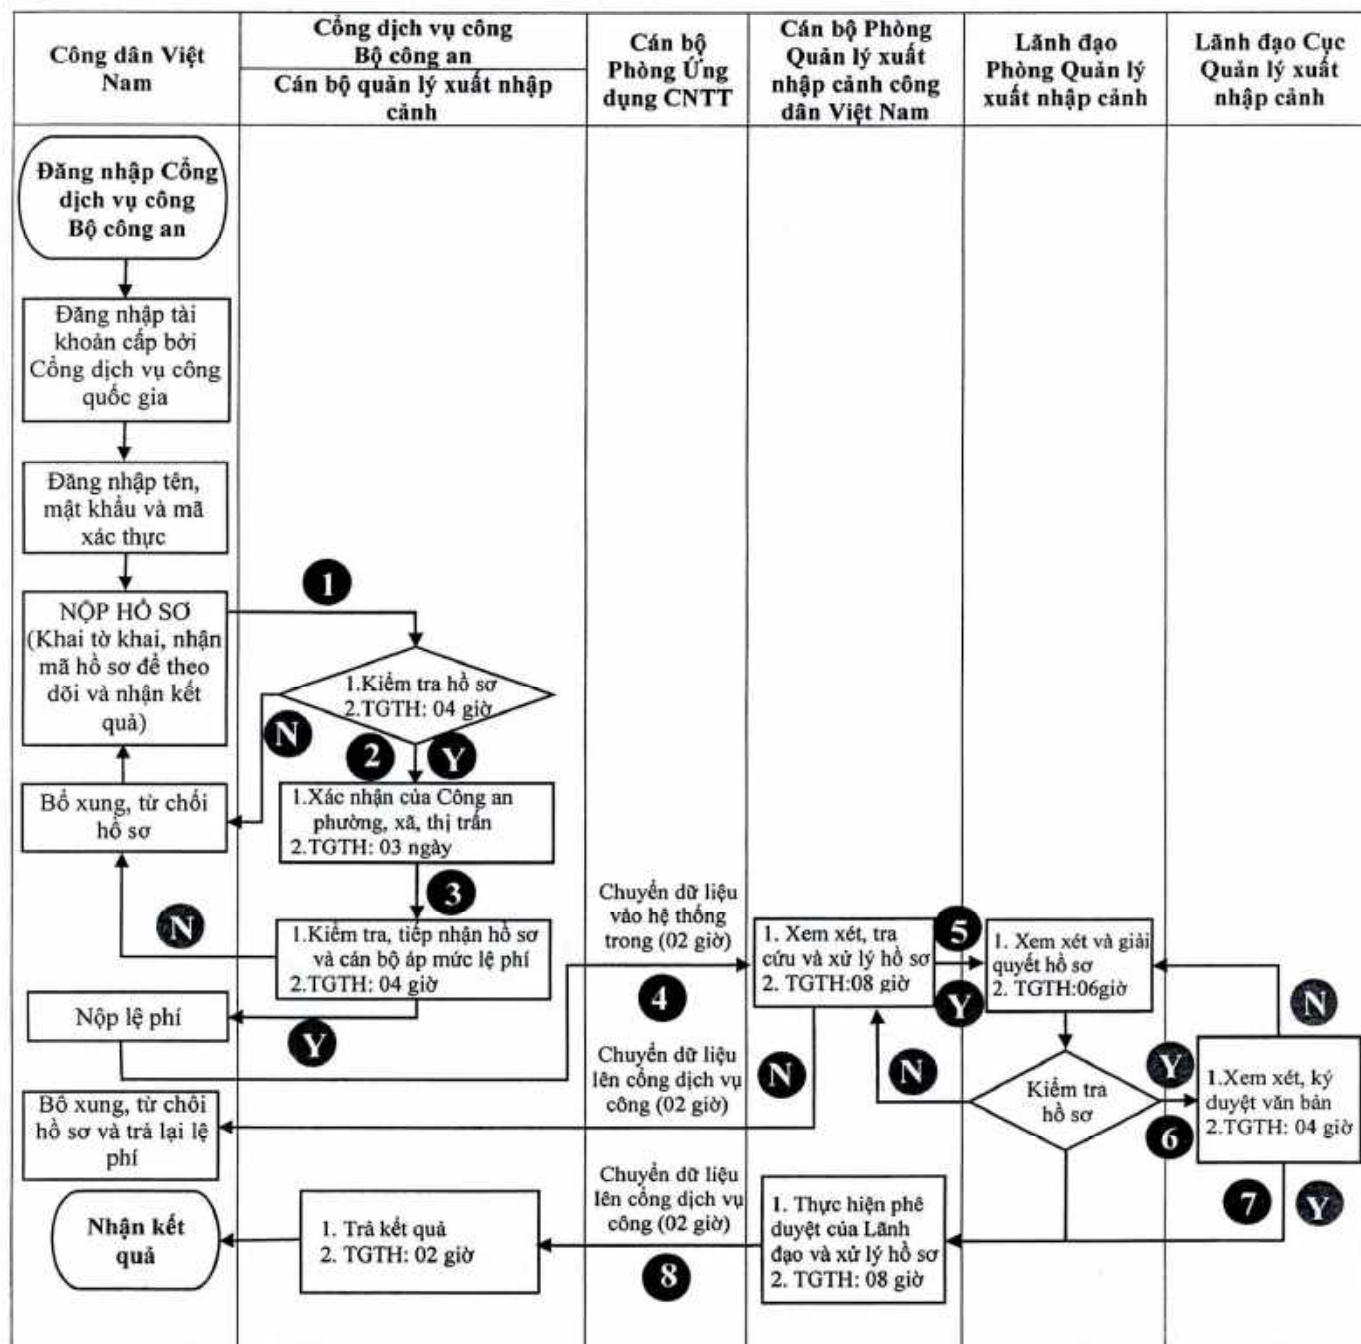 Công dân Việt
Nam
Cổng dịch vụ công
Bộ công an
Cán bộ quản lý xuất nhập
cảnh
Cán bộ
Phòng Ứng
dụng CNTT
Cán bộ Phòng
Quản lý xuất
nhập cảnh công
dân Việt Nam
Lãnh đạo
Phòng Quản lý
xuất nhập cảnh
Lãnh đạo Cục
Quản lý xuất
nhập cảnh
Đăng nhập Cổng
dịch vụ công
Bộ công an
Đăng nhập tài
khoản cấp bởi
Cổng dịch vụ công
quốc gia
Đăng nhập tên,
mật khẩu và mã
xác thực
1
NỘP HỒ SƠ
(Khai tờ khai, nhận
mã hồ sơ để theo
dõi và nhận kết
quả)
1.Kiểm tra hồ sơ
2.TGTH: 04 giờ
N
2
Y
Bổ xung, từ chối
hồ sơ
1.Xác nhận của Công an
phường, xã, thị trấn
2.TGTH: 03 ngày
3
N
1.Kiểm tra, tiếp nhận hồ sơ
và cán bộ áp mức lệ phí
2.TGTH: 04 giờ
Chuyển dữ liệu
vào hệ thống
trong (02 giờ)
4
1. Xem xét, tra
cứu và xử lý hồ sơ
2. TGTH:08 giờ
5
Y
1. Xem xét và giải
quyết hồ sơ
2. TGTH:06giờ
N
Nộp lệ phí
Y
Chuyển dữ liệu
lên cổng dịch vụ
công (02 giờ)
N
N
Kiểm tra
hồ sơ
Y
6
1.Xem xét, ký
duyệt văn bản
2.TGTH: 04 giờ
Bổ xung, từ chối
hồ sơ và trả lại lệ
phí
7
Y
Nhận kết
quả
1. Trả kết quả
2. TGTH: 02 giờ
Chuyển dữ liệu
lên cổng dịch vụ
công (02 giờ)
8
1. Thực hiện phê
duyệt của Lãnh
đạo và xử lý hồ sơ
2. TGTH: 08 giờ